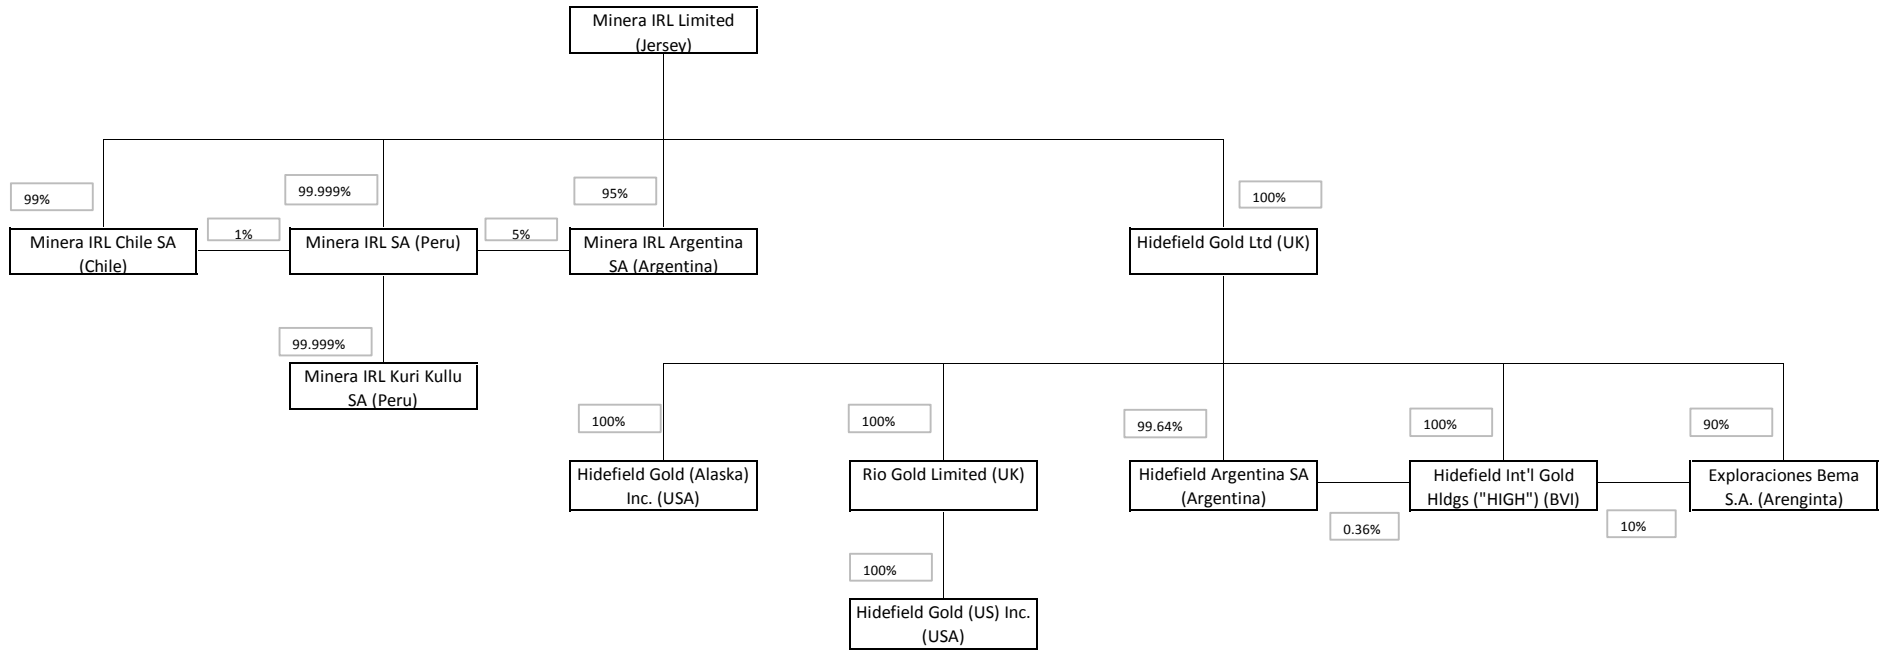 Minera IRL Limited
(Jersey)
99%
99.999%
95%
100%
1%
5%
Minera IRL Chile SA
(Chile)
Minera IRL SA (Peru)
Minera IRL Argentina
SA (Argentina)
Hidefield Gold Ltd (UK)
99.999%
Minera IRL Kuri Kullu
SA (Peru)
100%
100%
99.64%
100%
90%
Hidefield Gold (Alaska)
Inc. (USA)
Rio Gold Limited (UK)
Hidefield Argentina SA
(Argentina)
Hidefield Int'l Gold
Hldgs ("HIGH") (BVI)
Exploraciones Bema
S.A. (Arenginta)
0.36%
10%
100%
Hidefield Gold (US) Inc.
(USA)